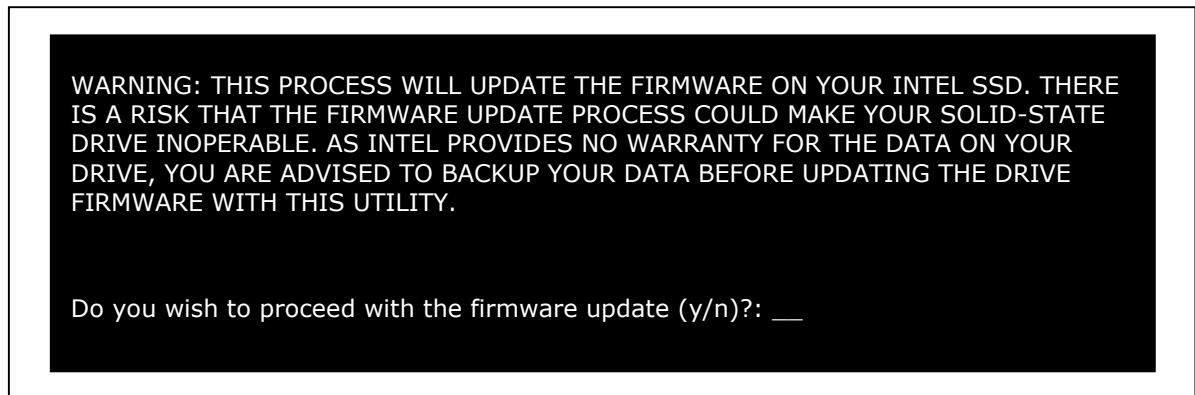 WARNING: THIS PROCESS WILL UPDATE THE FIRMWARE ON YOUR INTEL SSD. THERE
IS A RISK THAT THE FIRMWARE UPDATE PROCESS COULD MAKE YOUR SOLID-STATE
DRIVE INOPERABLE. AS INTEL PROVIDES NO WARRANTY FOR THE DATA ON YOUR
DRIVE, YOU ARE ADVISED TO BACKUP YOUR DATA BEFORE UPDATING THE DRIVE
FIRMWARE WITH THIS UTILITY.
Do you wish to proceed with the firmware update (y/n)?: __